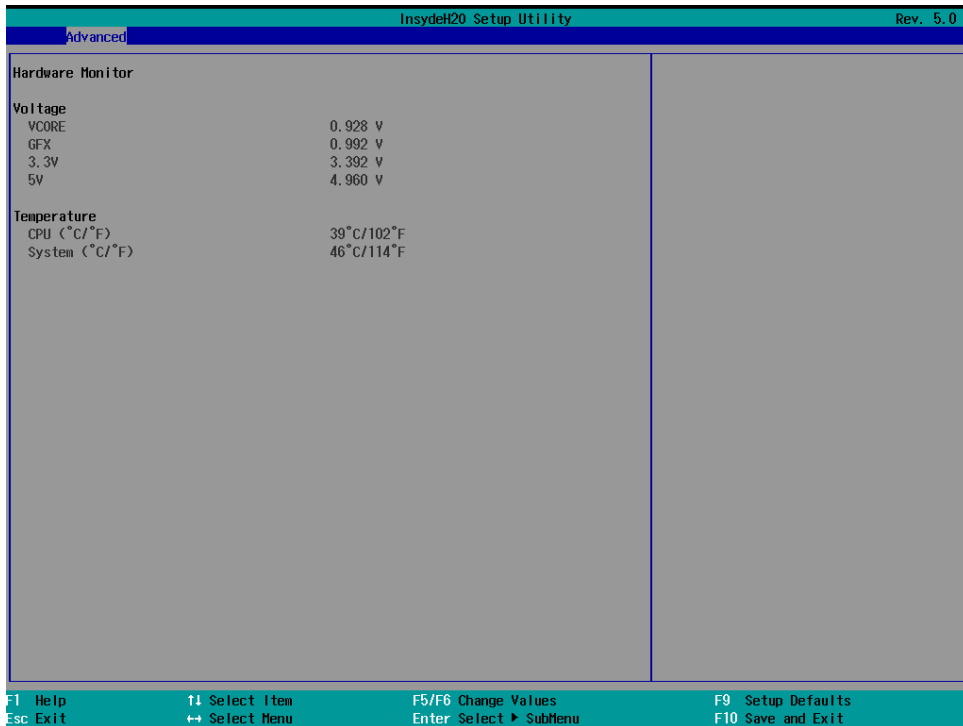 InsydeH20 Setup Utility Rev. 5.0
Advanced
Hardware Monitor
Voltage
VCORE 0.928 V
GFX 0.992 V
3.3V 3.392 V
5V 4.960 V
Temperature
CPU (°C/°F) 39°C/102°F
System (°C/°F) 46°C/114°F
F1 Help ↑↓ Select Item F5/F6 Change Values F9 Setup Defaults
Esc Exit ←→ Select Menu Enter Select ▶ SubMenu F10 Save and Exit